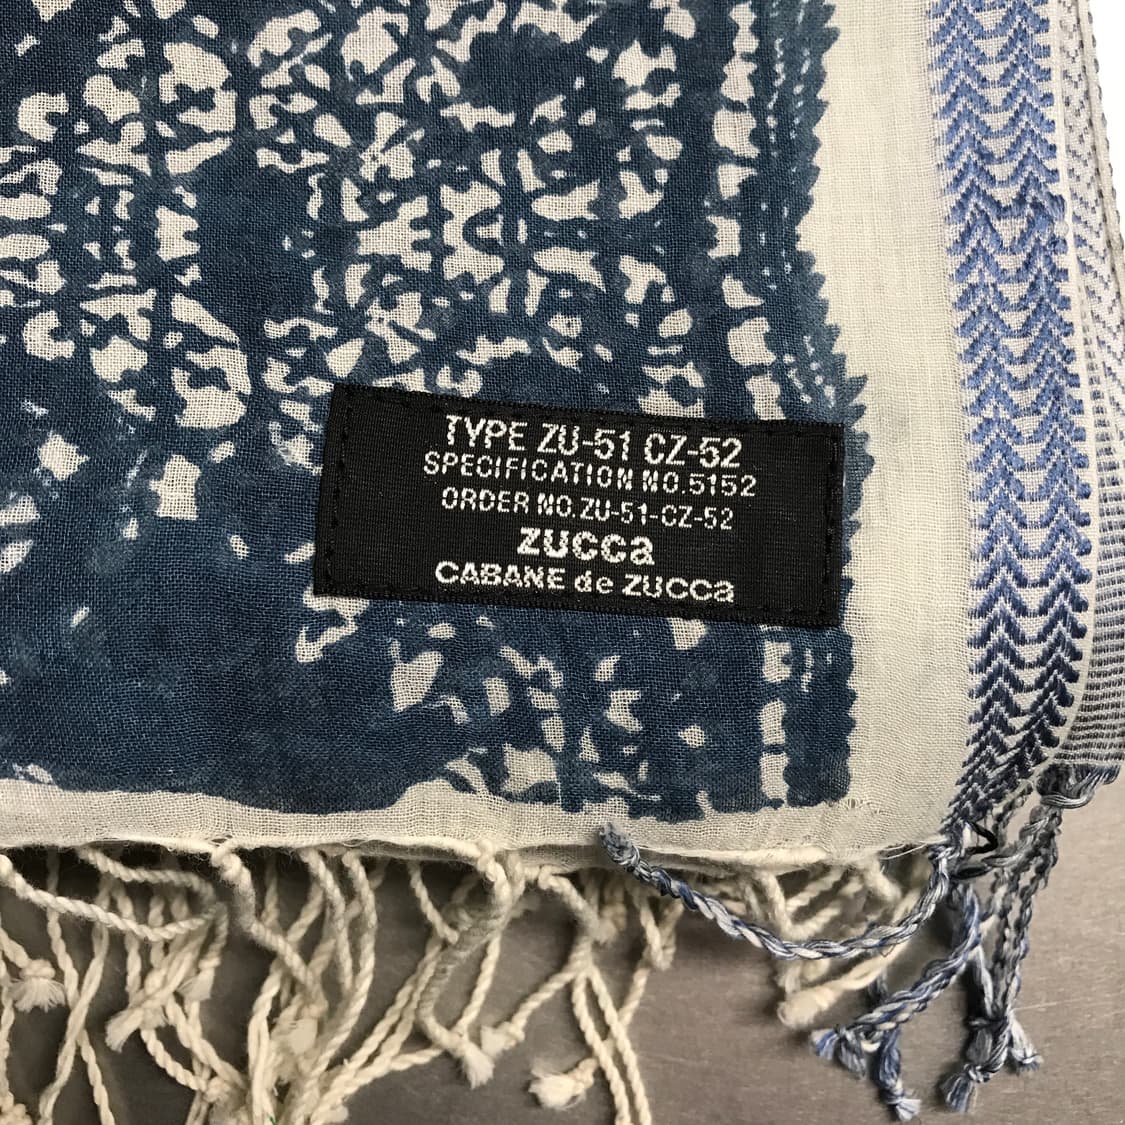 TYPE ZU-51 CZ-52
SPECIFICATION NO.5152
ORDER NO.ZU-51-CZ-52
zucca
CABANE de ZUCCa